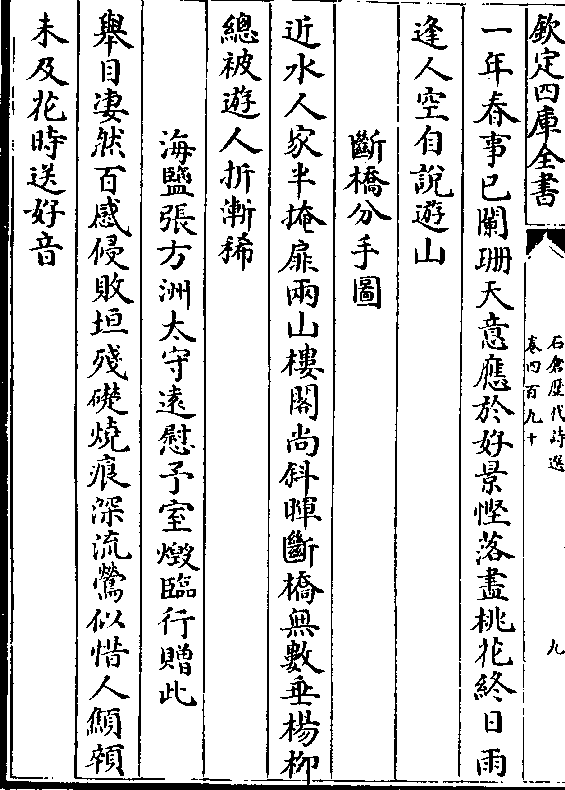 欽定四庫全書
石倉歷代詩選
卷四百九十
九
一年春事已闌珊天意應於好景慳落盡桃花終日雨
逢人空自說遊山
斷橋分手圖
近水人家半掩扉兩山樓閣尚斜暉斷橋無數垂楊柳
總被遊人折漸稀
海鹽張方洲太守遠慰予室燬臨行贈此
舉目凄然百感侵敗垣殘礎燒痕深流鶯似惜人顦顇
未及花時送好音